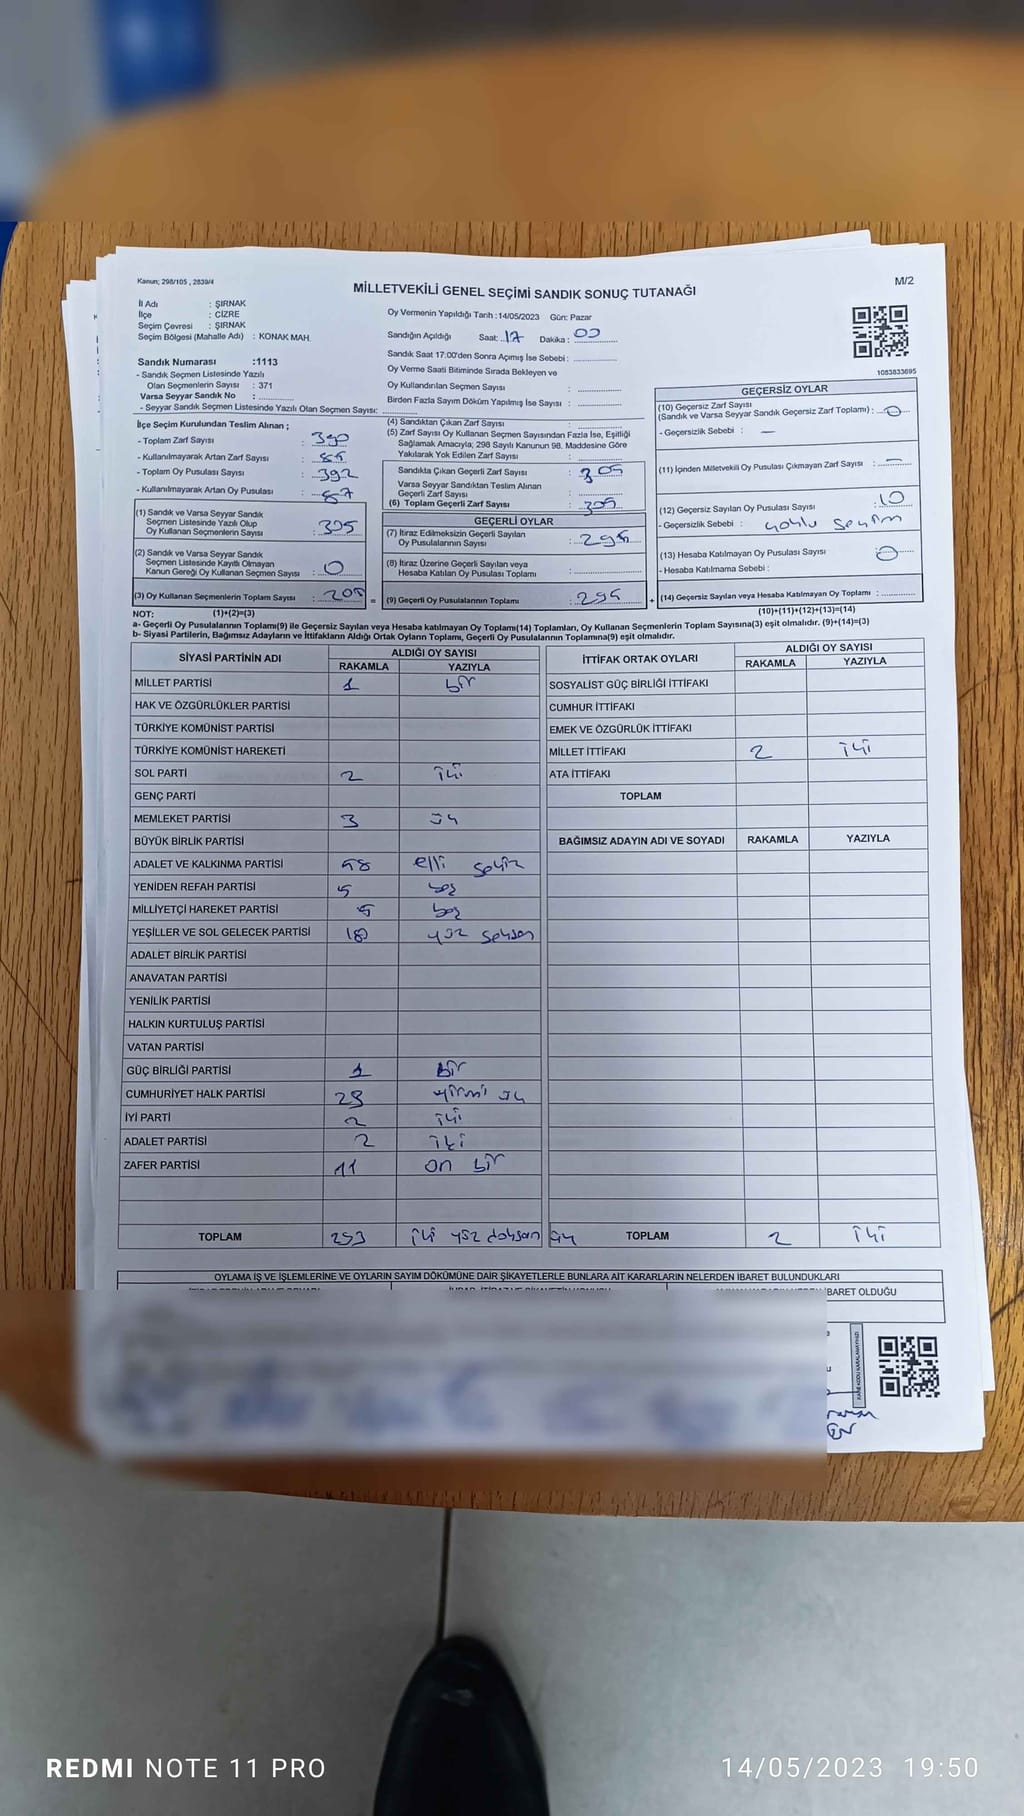 Kanun; 298/105 , 2839/4
MİLLETVEKİLİ GENEL SEÇİMİ SANDIK SONUÇ TUTANAĞI
M/2
İl Adı : ŞIRNAK
İlçe : CİZRE
Seçim Çevresi : ŞIRNAK
Seçim Bölgesi (Mahalle Adı) : KONAK MAH.
Sandık Numarası :1113
- Sandık Seçmen Listesinde Yazılı
Olan Seçmenlerin Sayısı : 371
Varsa Seyyar Sandık No :
- Seyyar Sandık Seçmen Listesinde Yazılı Olan Seçmen Sayısı:
Oy Vermenin Yapıldığı Tarih :14/05/2023 Gün: Pazar
Sandığın Açıldığı Saat: 17 Dakika: 00
Sandık Saat 17:00'den Sonra Açımış İse Sebebi :
Oy Verme Saati Bitiminde Sırada Bekleyen ve
Oy Kullandırılan Seçmen Sayısı :
Birden Fazla Sayım Döküm Yapılmış İse Sayısı :
1083833695
İlçe Seçim Kurulundan Teslim Alınan ;
- Toplam Zarf Sayısı : 390
- Kullanılmayarak Artan Zarf Sayısı :
- Toplam Oy Pusulası Sayısı : 392
- Kullanılmayarak Artan Oy Pusulası : 87
(1) Sandık ve Varsa Seyyar Sandık
Seçmen Listesinde Yazılı Olup
Oy Kullanan Seçmenlerin Sayısı : 305
(2) Sandık ve Varsa Seyyar Sandık
Seçmen Listesinde Kayıtlı Olmayan
Kanun Gereği Oy Kullanan Seçmen Sayısı : 0
(3) Oy Kullanan Seçmenlerin Toplam Sayısı :
(4) Sandıktan Çıkan Zarf Sayısı :
(5) Zarf Sayısı Oy Kullanan Seçmen Sayısından Fazla İse, Eşitliği
Sağlamak Amacıyla; 298 Sayılı Kanunun 98. Maddesine Göre
Yakılarak Yok Edilen Zarf Sayısı :
Sandıkta Çıkan Geçerli Zarf Sayısı : 305
Varsa Seyyar Sandıktan Teslim Alınan
Geçerli Zarf Sayısı :
(6) Toplam Geçerli Zarf Sayısı : 305
GEÇERLİ OYLAR
(7) İtiraz Edilmeksizin Geçerli Sayılan
Oy Pusulalarının Sayısı : 295
(8) İtiraz Üzerine Geçerli Sayılan veya
Hesaba Katılan Oy Pusulası Toplamı :
(9) Geçerli Oy Pusulalarının Toplamı : 295
GEÇERSİZ OYLAR
(10) Geçersiz Zarf Sayısı
(Sandık ve Varsa Seyyar Sandık Geçersiz Zarf Toplamı) : 0
- Geçersizlik Sebebi : —
(11) İçinden Milletvekili Oy Pusulası Çıkmayan Zarf Sayısı : —
(12) Geçersiz Sayılan Oy Pusulası Sayısı : 10
- Geçersizlik Sebebi :
(13) Hesaba Katılmayan Oy Pusulası Sayısı : 0
- Hesaba Katılmama Sebebi :
(14) Geçersiz Sayılan veya Hesaba Katılmayan Oy Toplamı :
NOT: (1)+(2)=(3)
(10)+(11)+(12)+(13)=(14)
a- Geçerli Oy Pusulalarının Toplamı(9) ile Geçersiz Sayılan veya Hesaba katılmayan Oy Toplamı(14) Toplamları, Oy Kullanan Seçmenlerin Toplam Sayısına(3) eşit olmalıdır. (9)+(14)=(3)
b- Siyasi Partilerin, Bağımsız Adayların ve İttifakların Aldığı Ortak Oyların Toplamı, Geçerli Oy Pusulalarının Toplamına(9) eşit olmalıdır.
SİYASİ PARTİNİN ADI ALDIĞI OY SAYISI
RAKAMLA YAZIYLA
MİLLET PARTİSİ 1 bir
HAK VE ÖZGÜRLÜKLER PARTİSİ
TÜRKİYE KOMÜNİST PARTİSİ
TÜRKİYE KOMÜNİST HAREKETİ
SOL PARTİ 2 iki
GENÇ PARTİ
MEMLEKET PARTİSİ 3 üç
BÜYÜK BİRLİK PARTİSİ
ADALET VE KALKINMA PARTİSİ 58 elli sekiz
YENİDEN REFAH PARTİSİ 5 beş
MİLLİYETÇİ HAREKET PARTİSİ 5 beş
YEŞİLLER VE SOL GELECEK PARTİSİ 180 yüz seksen
ADALET BİRLİK PARTİSİ
ANAVATAN PARTİSİ
YENİLİK PARTİSİ
HALKIN KURTULUŞ PARTİSİ
VATAN PARTİSİ
GÜÇ BİRLİĞİ PARTİSİ 1 bir
CUMHURİYET HALK PARTİSİ 23 yirmi üç
İYİ PARTİ 2 iki
ADALET PARTİSİ 2 iki
ZAFER PARTİSİ 11 on bir
TOPLAM 293 iki yüz doksan üç
İTTİFAK ORTAK OYLARI ALDIĞI OY SAYISI
RAKAMLA YAZIYLA
SOSYALİST GÜÇ BİRLİĞİ İTTİFAKI
CUMHUR İTTİFAKI
EMEK VE ÖZGÜRLÜK İTTİFAKI
MİLLET İTTİFAKI 2 iki
ATA İTTİFAKI
TOPLAM
BAĞIMSIZ ADAYIN ADI VE SOYADI RAKAMLA YAZIYLA
TOPLAM 2 iki
OYLAMA İŞ VE İŞLEMLERİNE VE OYLARIN SAYIM DÖKÜMÜNE DAİR ŞİKAYETLERLE BUNLARA AİT KARARLARIN NELERDEN İBARET BULUNDUKLARI
BARET OLDUĞU
REDMI NOTE 11 PRO
14/05/2023 19:50